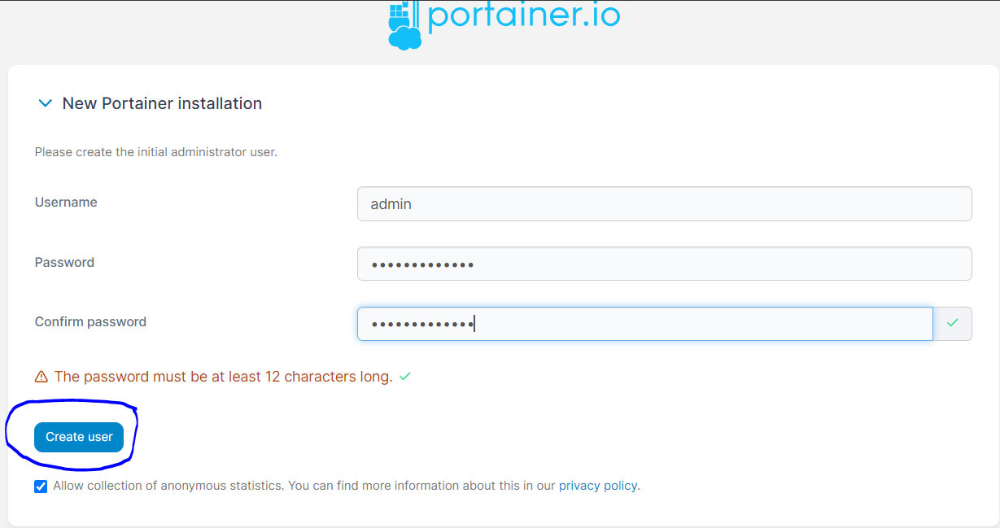 portainer.io
New Portainer installation
Please create the initial administrator user.
Username
admin
Password
•••••••••••••
Confirm password
•••••••••••••
The password must be at least 12 characters long.
Create user
Allow collection of anonymous statistics. You can find more information about this in our privacy policy.